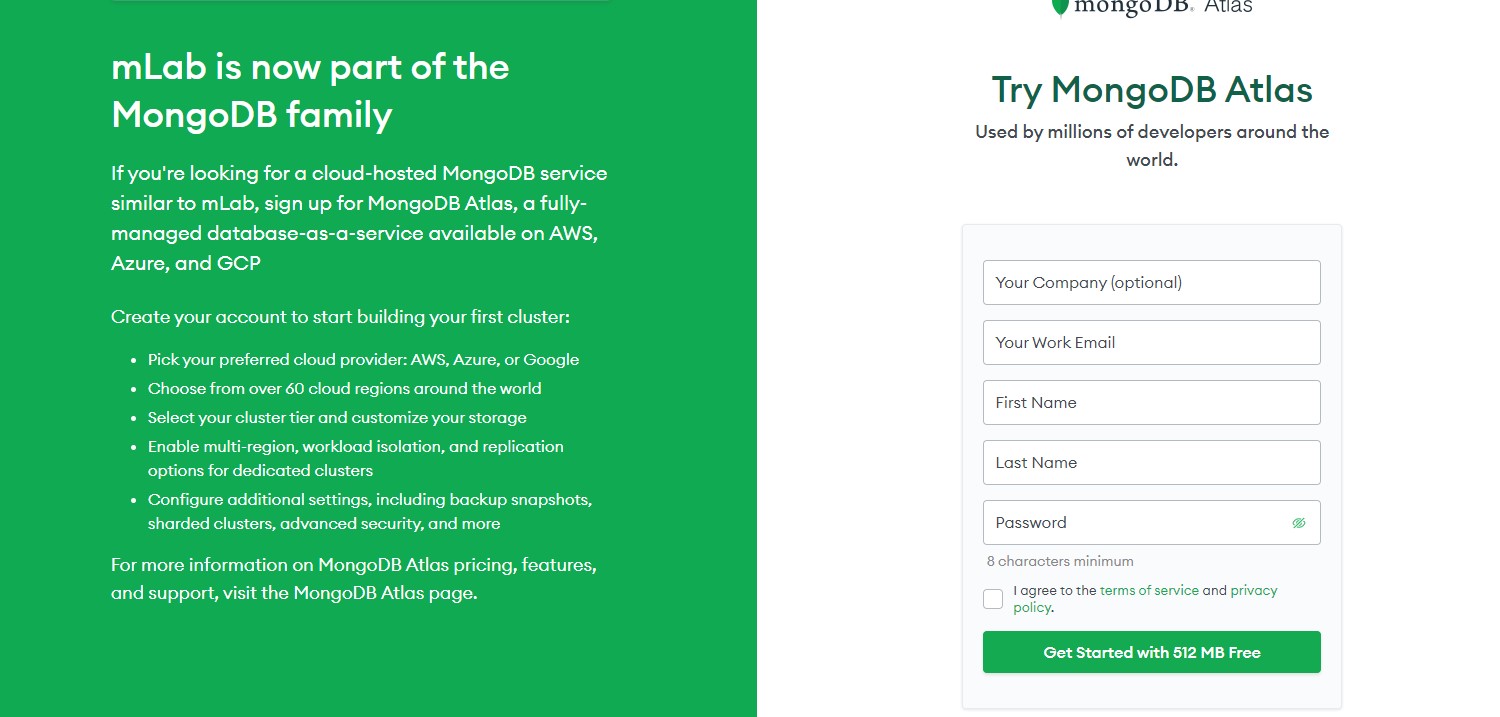 mLab is now part of the
MongoDB family
If you're looking for a cloud-hosted MongoDB service
similar to mLab, sign up for MongoDB Atlas, a fully-
managed database-as-a-service available on AWS,
Azure, and GCP
Create your account to start building your first cluster:
• Pick your preferred cloud provider: AWS, Azure, or Google
• Choose from over 60 cloud regions around the world
• Select your cluster tier and customize your storage
• Enable multi-region, workload isolation, and replication
options for dedicated clusters
• Configure additional settings, including backup snapshots,
sharded clusters, advanced security, and more
For more information on MongoDB Atlas pricing, features,
and support, visit the MongoDB Atlas page.
mongoDB® Atlas
Try MongoDB Atlas
Used by millions of developers around the
world.
Your Company (optional)
Your Work Email
First Name
Last Name
Password
8 characters minimum
I agree to the terms of service and privacy
policy.
Get Started with 512 MB Free